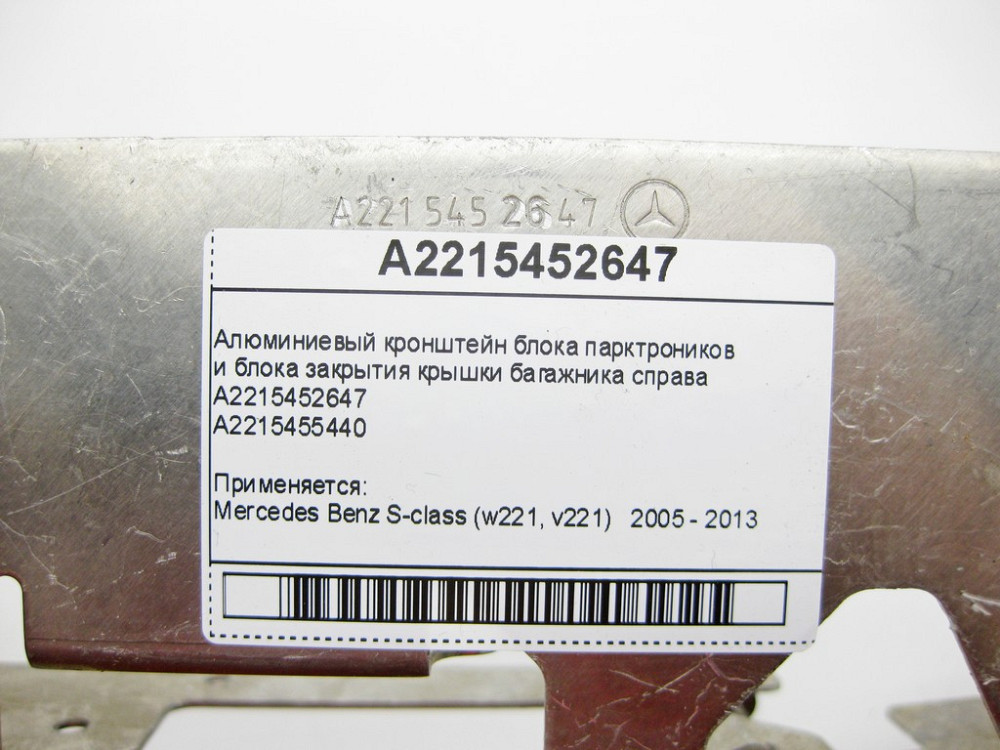 A221 545 26 47
A2215452647
Алюминиевый кронштейн блока парктроников
и блока закрытия крышки багажника справа
A2215452647
A2215455440
Применяется:
Mercedes Benz S-class (w221, v221) 2005 - 2013